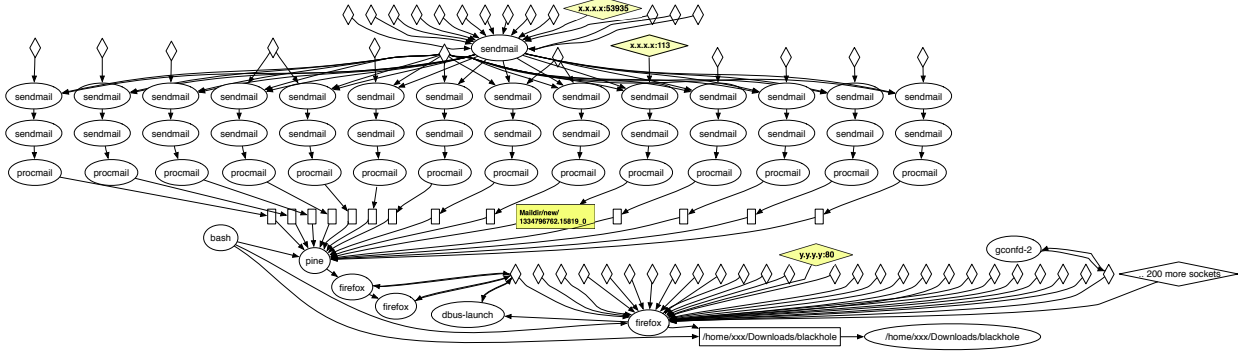 x.x.x.x:53935
sendmail
x.x.x.x:113
sendmail sendmail sendmail sendmail sendmail sendmail sendmail sendmail sendmail sendmail sendmail sendmail sendmail sendmail
sendmail sendmail sendmail sendmail sendmail sendmail sendmail sendmail sendmail sendmail sendmail sendmail sendmail sendmail
procmail procmail procmail procmail procmail procmail procmail procmail procmail procmail procmail procmail procmail procmail
Maildir/new/
1334796762.15819_0
bash
gconfd-2
y.y.y.y:80
pine
... 200 more sockets
firefox
firefox
dbus-launch
firefox
/home/xxx/Downloads/blackhole
/home/xxx/Downloads/blackhole